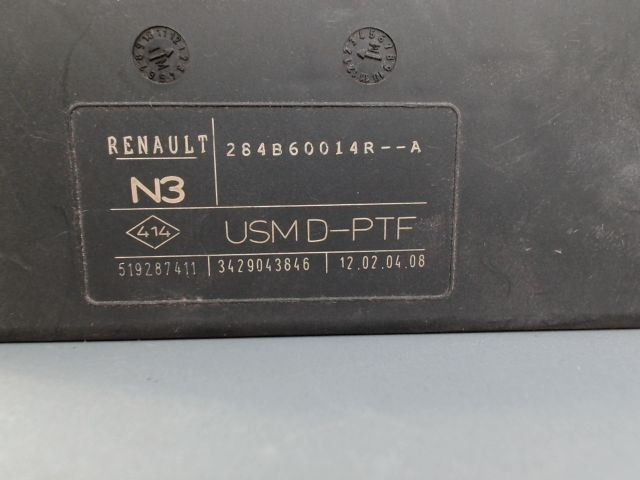 RENAULT
284B60014R--A
N3
414
USM D-PTF
519287411
3429043846
12.02.04.08